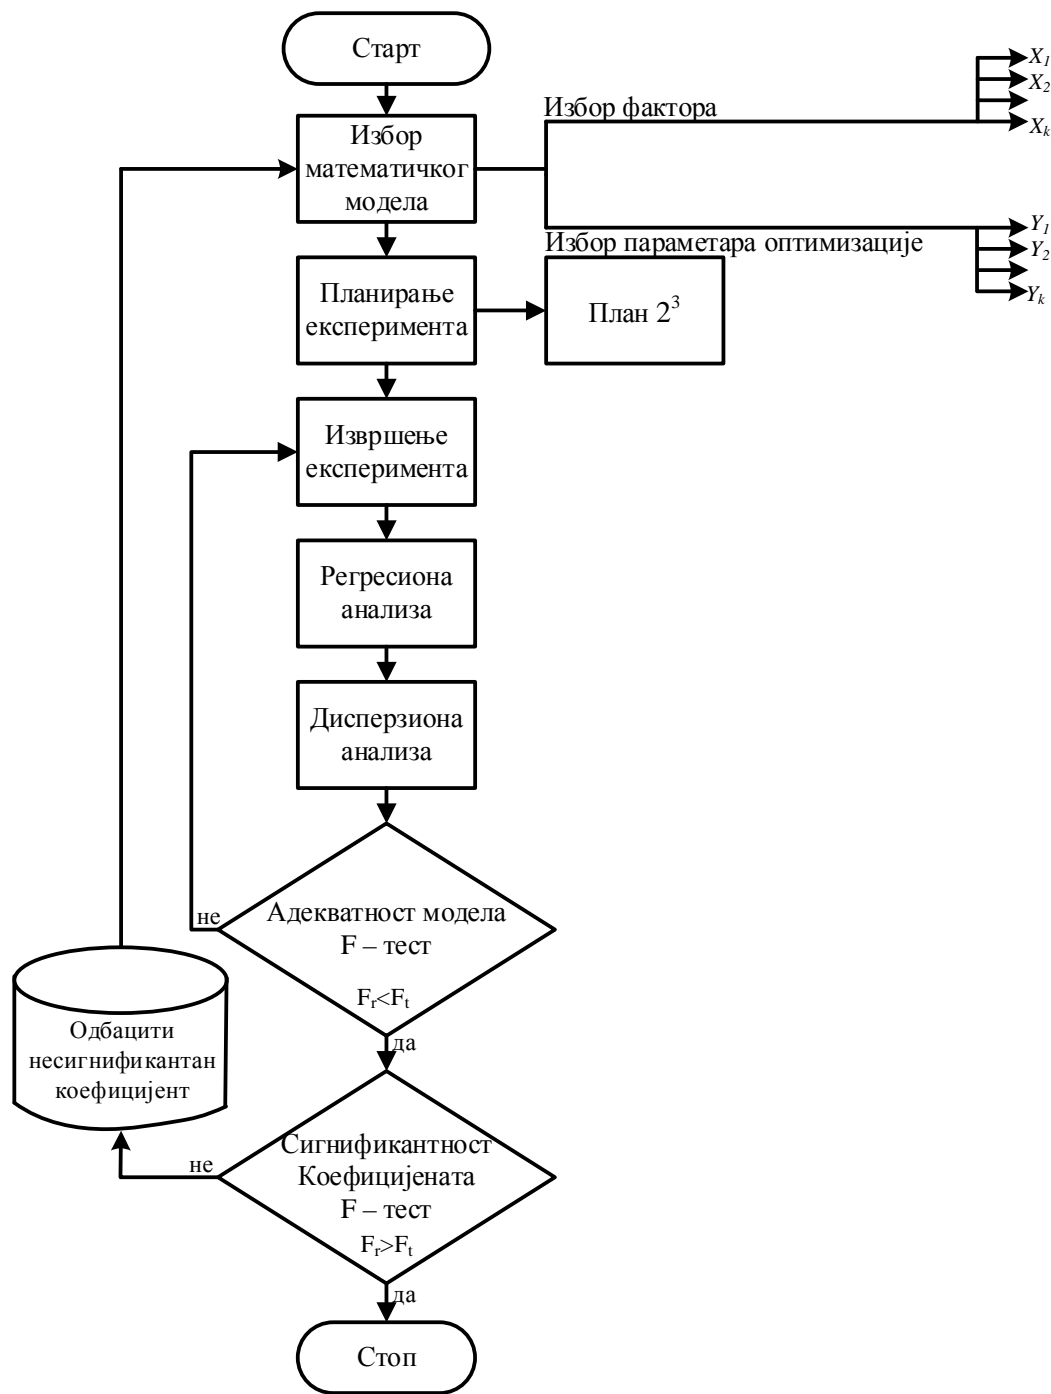 Старт
Избор
математичког
модела
Избор фактора
X1
X2
Xk
Y1
Избор параметара оптимизације
Y2
Yk
Планирање
експеримента
План 2³
Извршење
експеримента
Регресиона
анализа
Дисперзиона
анализа
не
Адекватност модела
F – тест
Fr<Ft
да
Одбацити
несигнификантан
коефицијент
не
Сигнификантност
Коефицијената
F – тест
Fr>Ft
да
Стоп